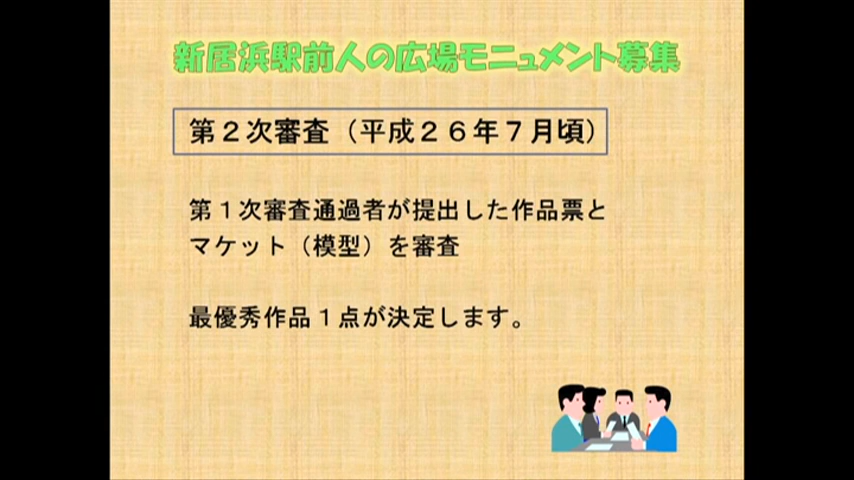 新居浜駅前人の広場モニュメント募集
第２次審査（平成２６年７月頃）
第１次審査通過者が提出した作品票と
マケット（模型）を審査
最優秀作品１点が決定します。